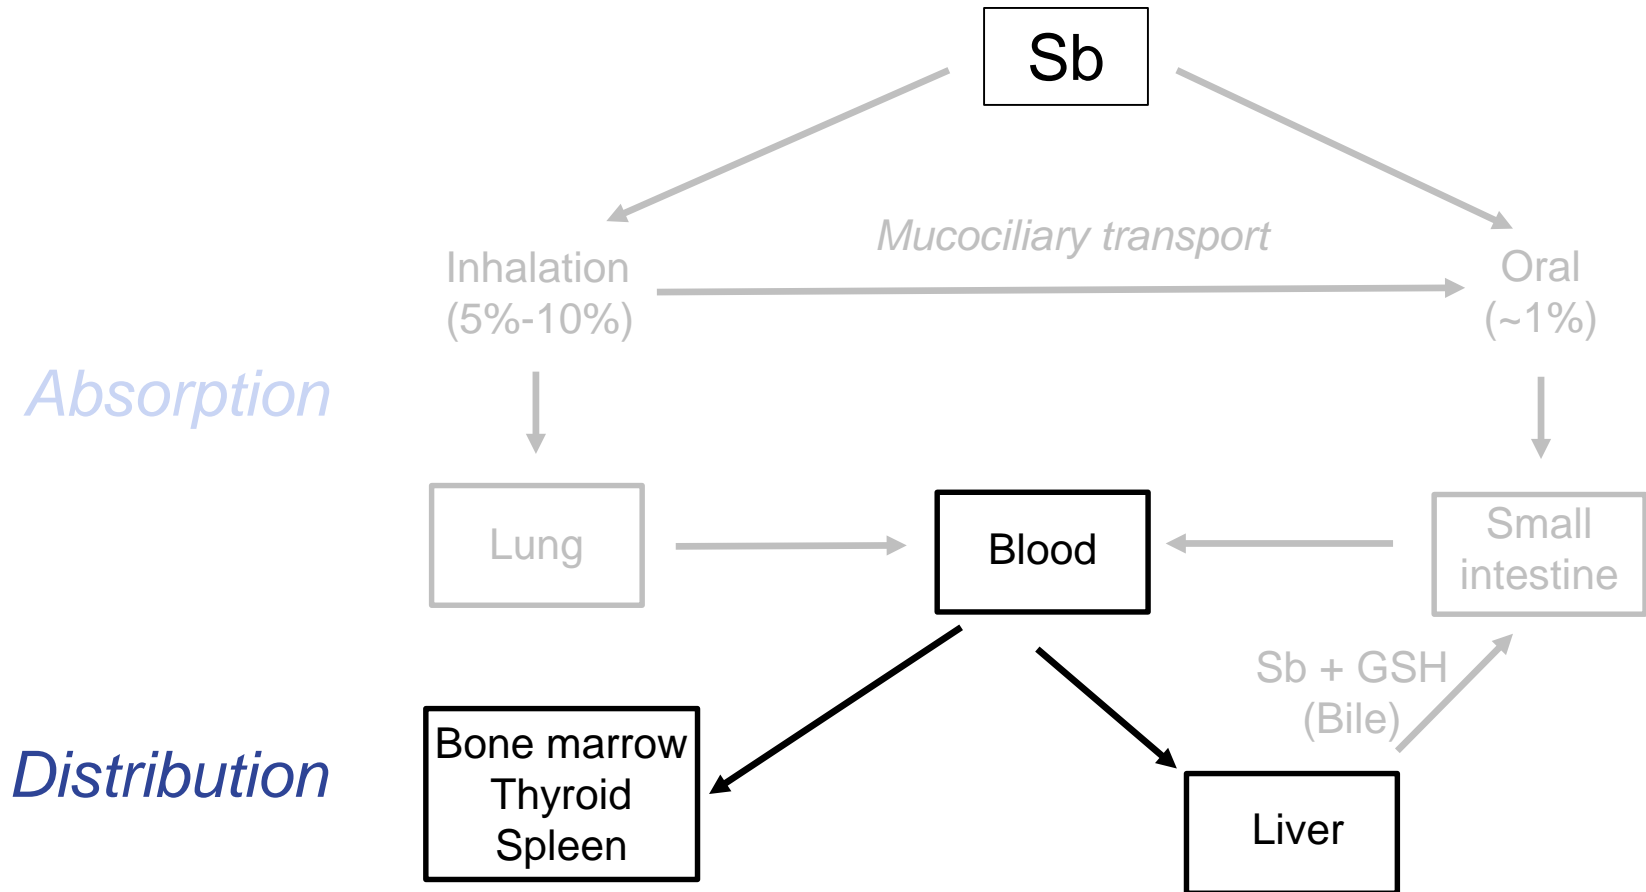 Sb
Mucociliary transport
Inhalation
(5%-10%)
Oral
(~1%)
Absorption
Lung
Blood
Small
intestine
Sb + GSH
(Bile)
Distribution
Bone marrow
Thyroid
Spleen
Liver